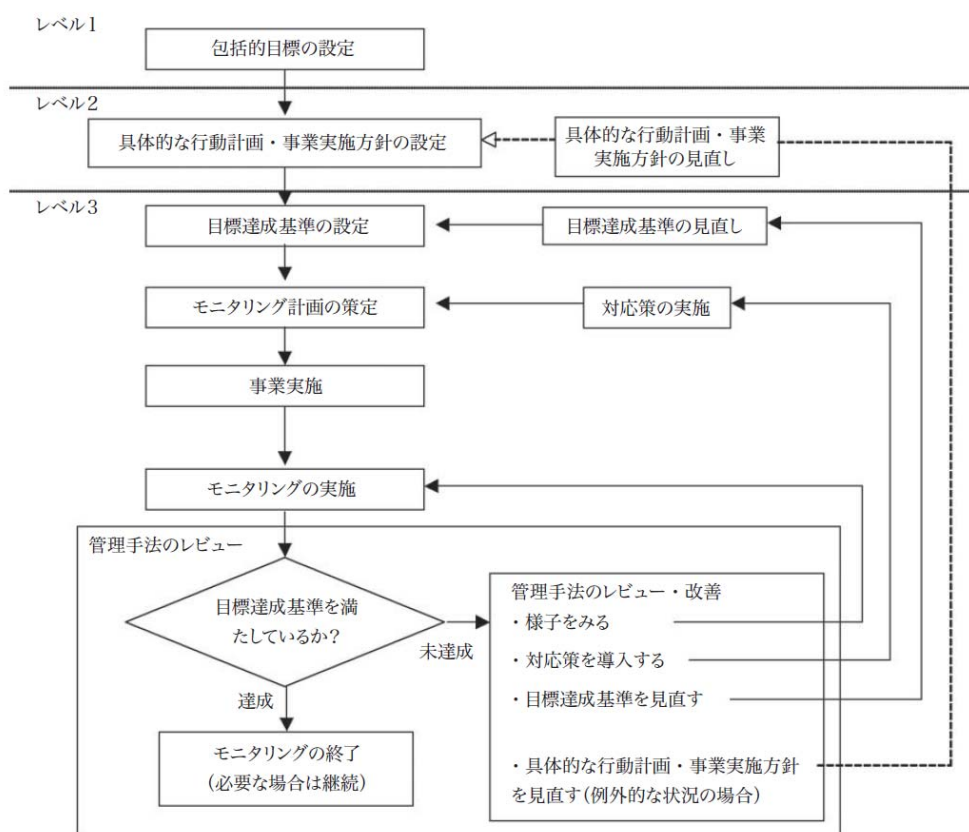 レベル1
包括的目標の設定
レベル2
具体的な行動計画・事業実施方針の設定
具体的な行動計画・事業
実施方針の見直し
レベル3
目標達成基準の設定
目標達成基準の見直し
モニタリング計画の策定
対応策の実施
事業実施
モニタリングの実施
管理手法のレビュー
目標達成基準を満
たしているか？
未達成
達成
モニタリングの終了
(必要な場合は継続)
管理手法のレビュー・改善
・様子をみる
・対応策を導入する
・目標達成基準を見直す
・具体的な行動計画・事業実施方針
を見直す(例外的な状況の場合)